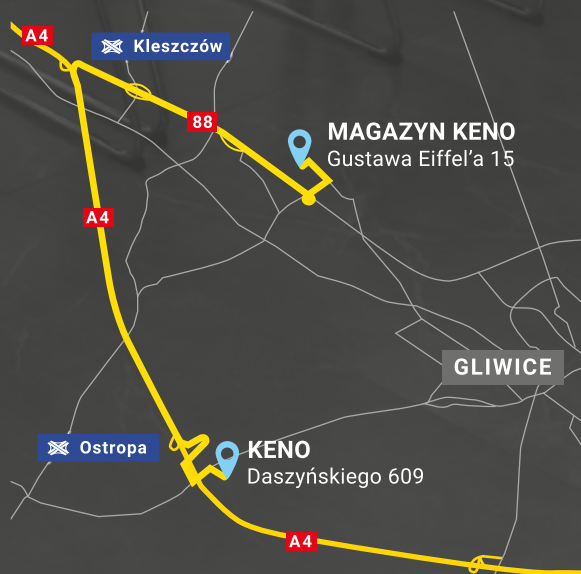 A4
Kleszczów
88
MAGAZYN KENO
Gustawa Eiffel’a 15
A4
GLIWICE
Ostropa
KENO
Daszyńskiego 609
A4